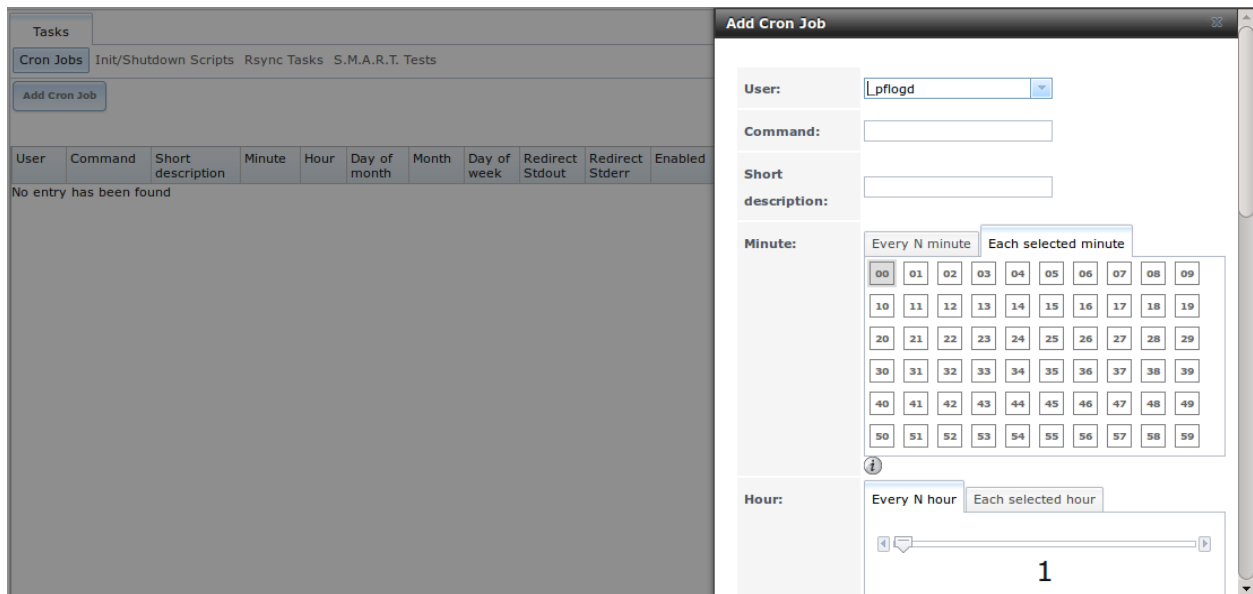 Tasks
Cron Jobs Init/Shutdown Scripts Rsync Tasks S.M.A.R.T. Tests
Add Cron Job
User Command Short description Minute Hour Day of month Month Day of week Redirect Stdout Redirect Stderr Enabled
No entry has been found
Add Cron Job
User: _pflogd
Command:
Short
description:
Minute: Every N minute Each selected minute
00 01 02 03 04 05 06 07 08 09
10 11 12 13 14 15 16 17 18 19
20 21 22 23 24 25 26 27 28 29
30 31 32 33 34 35 36 37 38 39
40 41 42 43 44 45 46 47 48 49
50 51 52 53 54 55 56 57 58 59
i
Hour: Every N hour Each selected hour
1